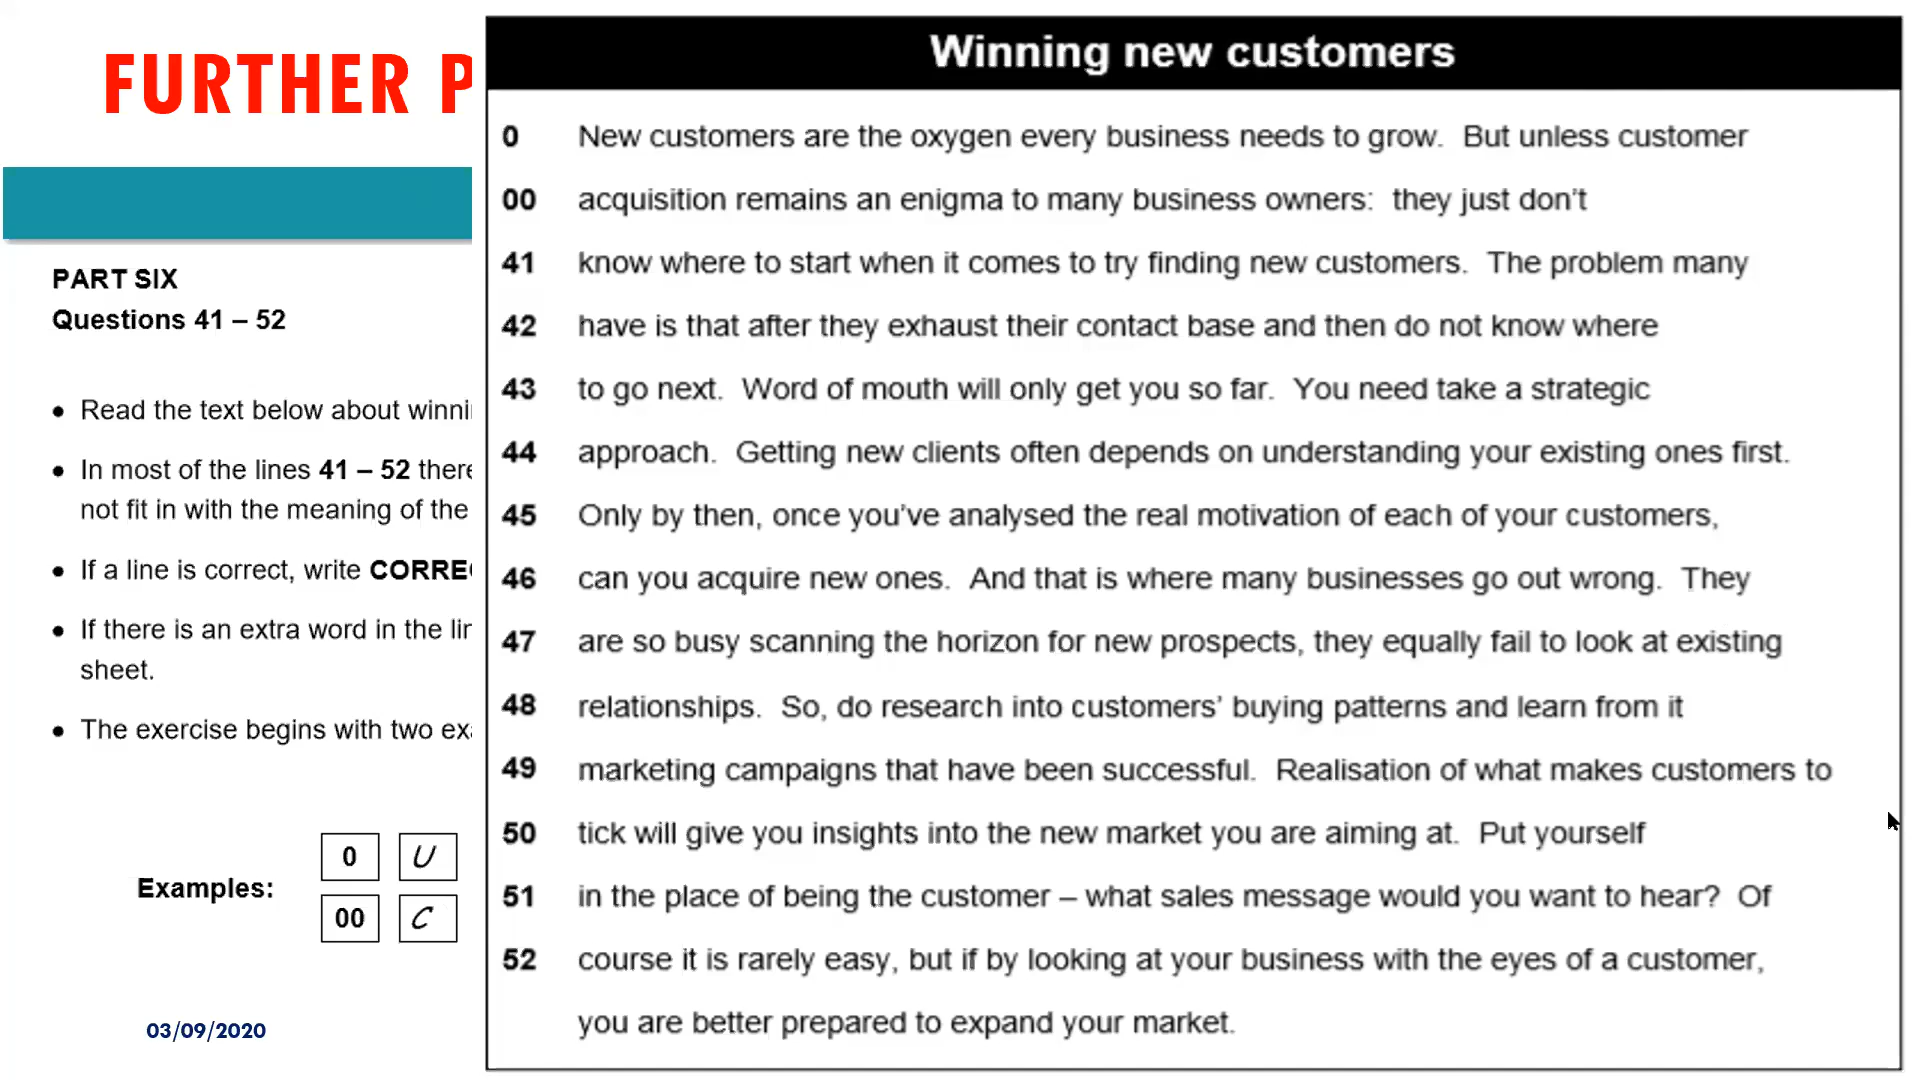 FURTHER P
PART SIX
Questions 41 – 52
• Read the text below about winni
• In most of the lines 41 – 52 there
not fit in with the meaning of the
• If a line is correct, write CORREC
• If there is an extra word in the lin
sheet.
• The exercise begins with two exa
Examples:
0 U
00 C
03/09/2020
Winning new customers
0 New customers are the oxygen every business needs to grow. But unless customer
00 acquisition remains an enigma to many business owners: they just don't
41 know where to start when it comes to try finding new customers. The problem many
42 have is that after they exhaust their contact base and then do not know where
43 to go next. Word of mouth will only get you so far. You need take a strategic
44 approach. Getting new clients often depends on understanding your existing ones first.
45 Only by then, once you've analysed the real motivation of each of your customers,
46 can you acquire new ones. And that is where many businesses go out wrong. They
47 are so busy scanning the horizon for new prospects, they equally fail to look at existing
48 relationships. So, do research into customers' buying patterns and learn from it
49 marketing campaigns that have been successful. Realisation of what makes customers to
50 tick will give you insights into the new market you are aiming at. Put yourself
51 in the place of being the customer – what sales message would you want to hear? Of
52 course it is rarely easy, but if by looking at your business with the eyes of a customer,
you are better prepared to expand your market.